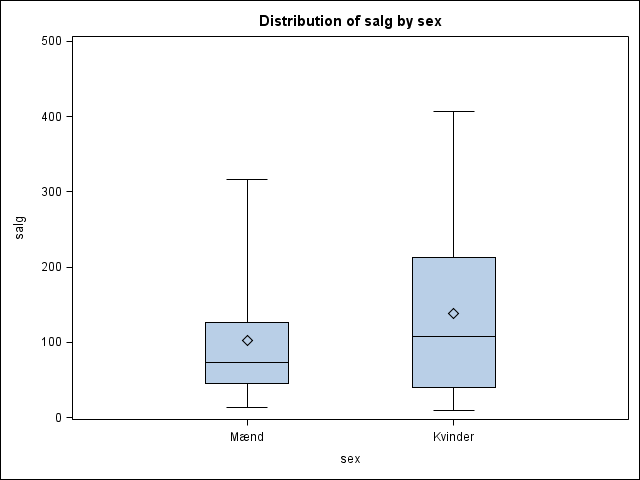 Distribution of salg by sex
500
400
300
200
100
0
salg
Mænd Kvinder
sex